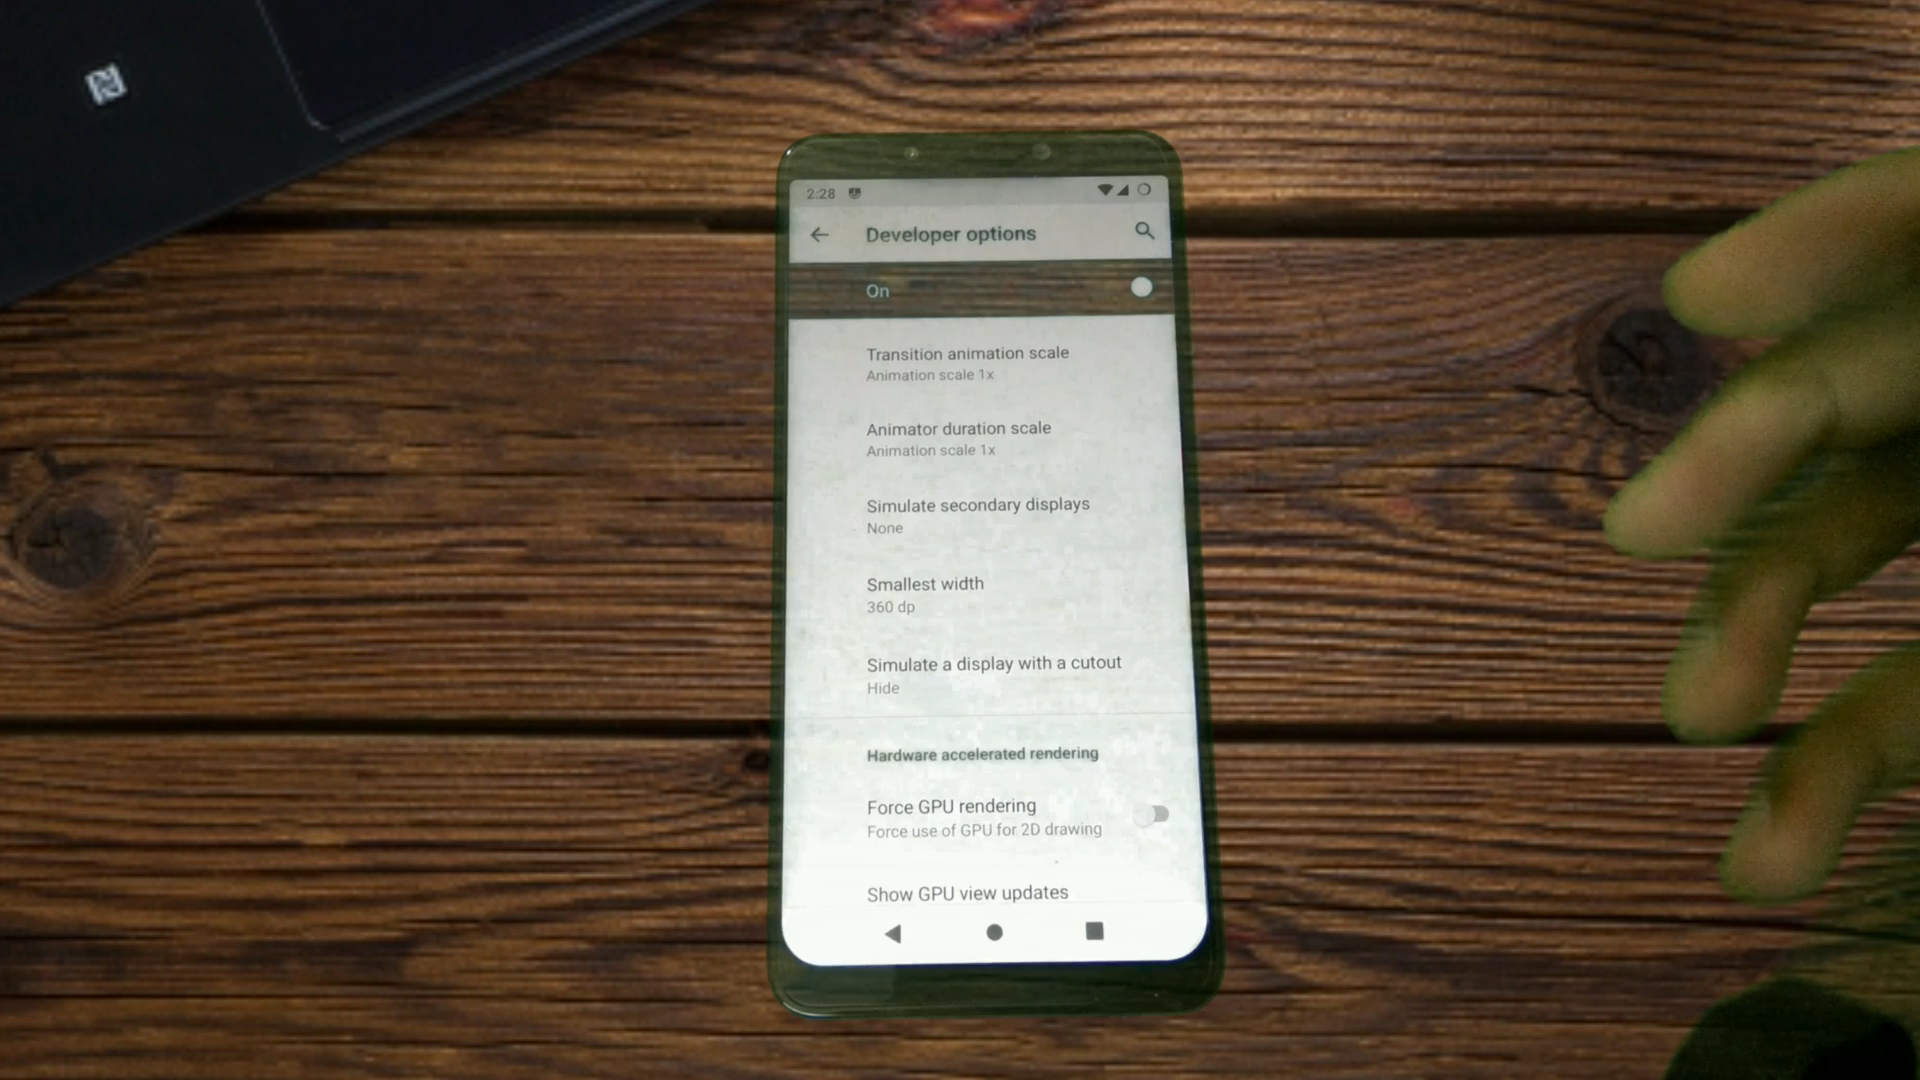 2:28
Developer options
On
Transition animation scale
Animation scale 1x
Animator duration scale
Animation scale 1x
Simulate secondary displays
None
Smallest width
360 dp
Simulate a display with a cutout
Hide
Hardware accelerated rendering
Force GPU rendering
Force use of GPU for 2D drawing
Show GPU view updates